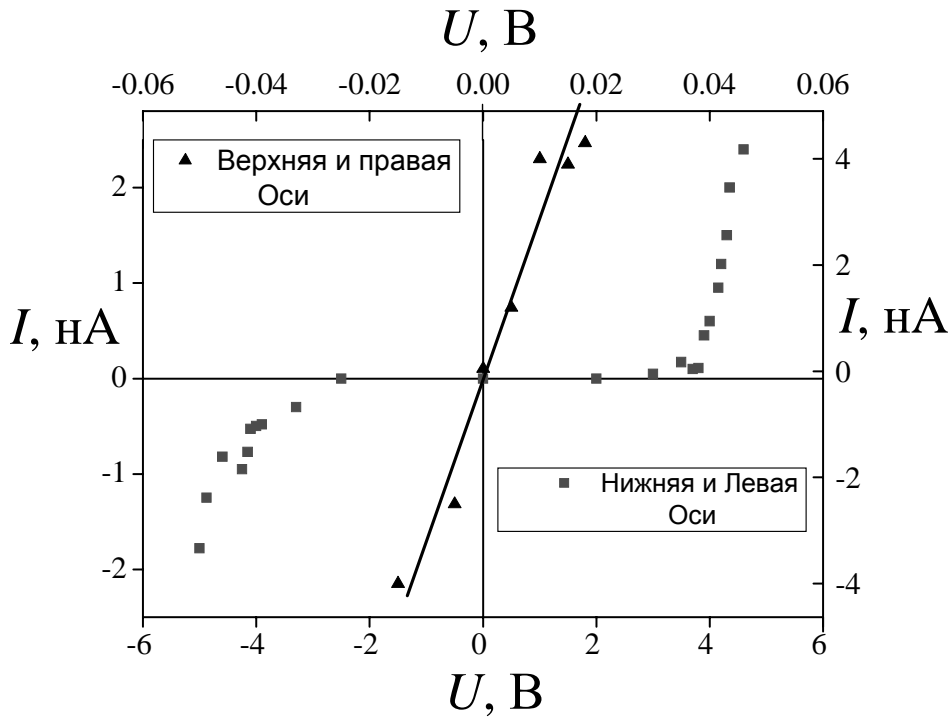 U, В
-0.06 -0.04 -0.02 0.00 0.02 0.04 0.06
Верхняя и правая
Оси
I, нА
2
1
0
-1
-2
I, нА
4
2
0
-2
-4
Нижняя и Левая
Оси
-6 -4 -2 0 2 4 6
U, В